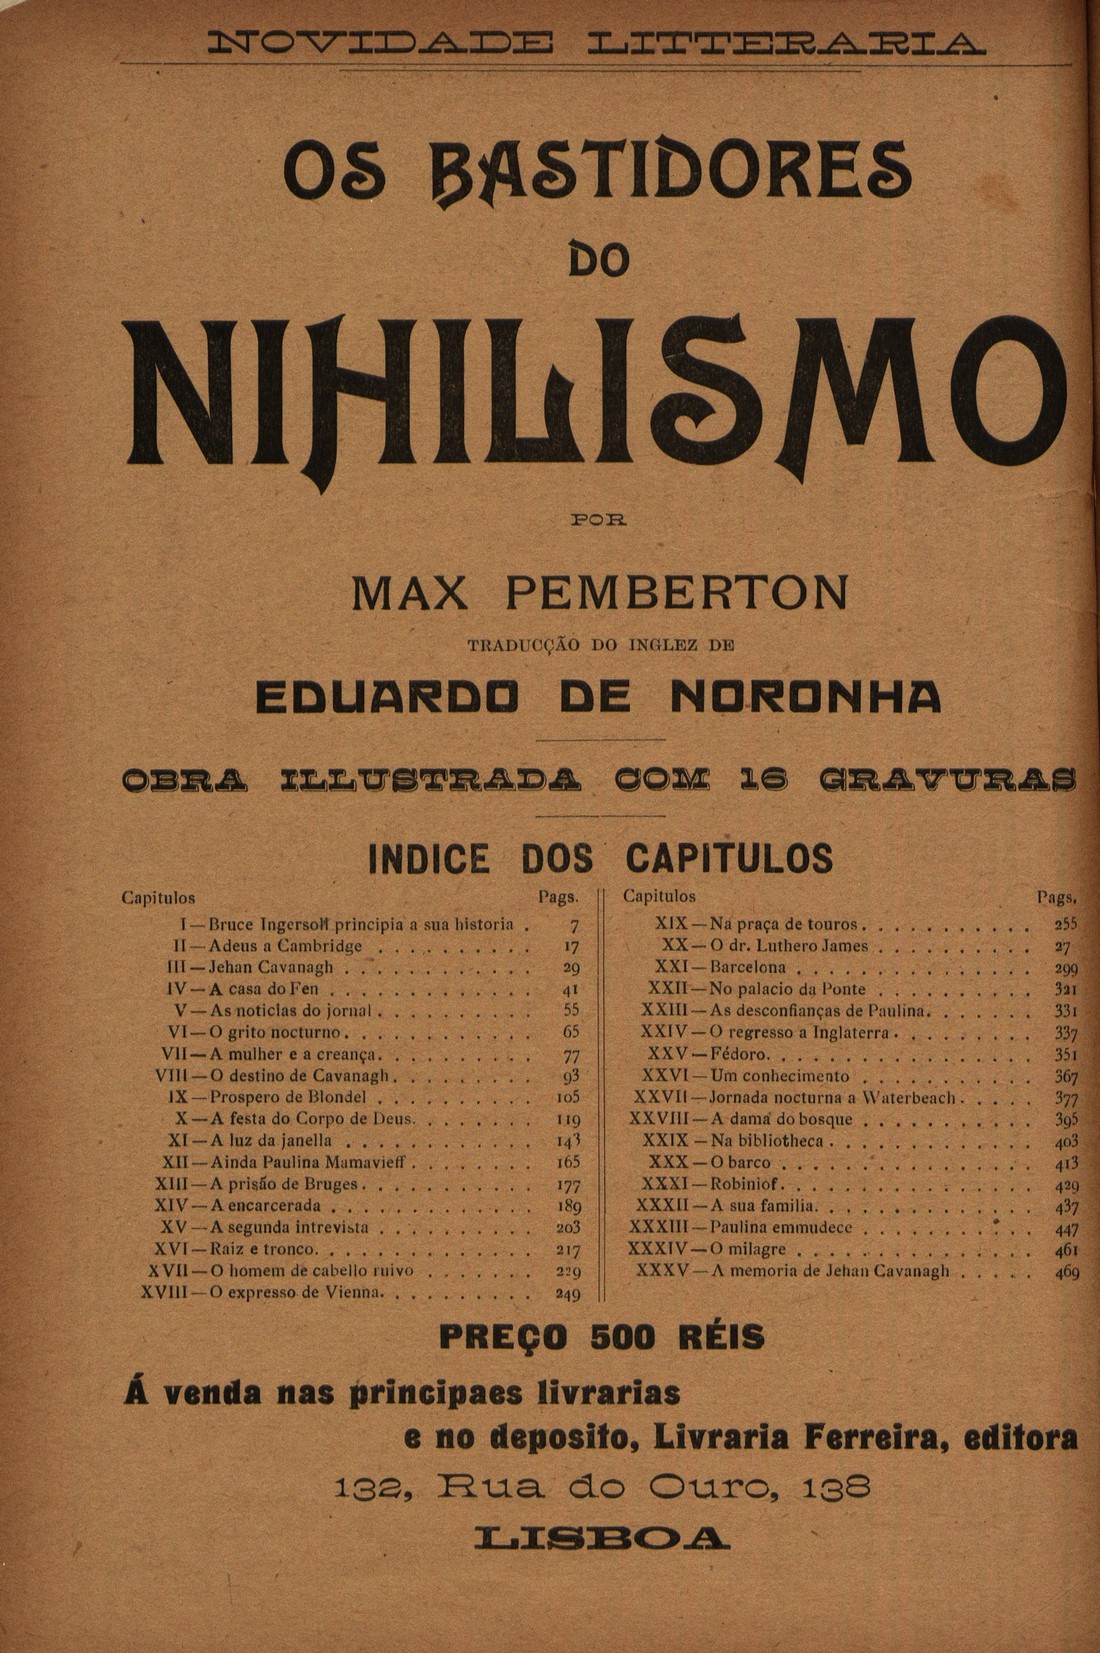 NOVIDADE LITTERARIA
OS BASTIDORES
DO
NIHILISMO
POR
MAX PEMBERTON
TRADUCÇÃO DO INGLEZ DE
EDUARDO DE NORONHA
OBRA ILLUSTRADA COM 16 GRAVURAS
INDICE DOS CAPITULOS
Capitulos Pags.
I—Bruce Ingersoll principia a sua historia . 7
II—Adeus a Cambridge . . . . . . . . . . 17
III—Jehan Cavanagh . . . . . . . . . . . . 29
IV—A casa do Fen . . . . . . . . . . . . . 41
V—As noticias do jornal . . . . . . . . . . 55
VI—O grito nocturno . . . . . . . . . . . . 65
VII—A mulher e a creança. . . . . . . . . . 77
VIII—O destino de Cavanagh . . . . . . . . . 93
IX—Prospero de Blondel . . . . . . . . . . 105
X—A festa do Corpo de Deus. . . . . . . . 119
XI—A luz da janella . . . . . . . . . . . . 143
XII—Ainda Paulina Mamavieff . . . . . . . . 165
XIII—A prisão de Bruges . . . . . . . . . . . 177
XIV—A encarcerada . . . . . . . . . . . . . 189
XV—A segunda intrevista . . . . . . . . . . 203
XVI—Raiz e tronco. . . . . . . . . . . . . . 217
XVII—O homem de cabello ruivo . . . . . . . 229
XVIII—O expresso de Vienna. . . . . . . . . . 249
Capitulos Pags.
XIX—Na praça de touros . . . . . . . . . . . 255
XX—O dr. Luthero James . . . . . . . . . . 27
XXI—Barcelona . . . . . . . . . . . . . . . 299
XXII—No palacio da Ponte . . . . . . . . . . 321
XXIII—As desconfianças de Paulina. . . . . . . 331
XXIV—O regresso a Inglaterra . . . . . . . . . 337
XXV—Fédoro. . . . . . . . . . . . . . . . . 351
XXVI—Um conhecimento . . . . . . . . . . . 367
XXVII—Jornada nocturna a Waterbeach . . . . . 377
XXVIII—A dama do bosque . . . . . . . . . . . 395
XXIX—Na bibliotheca . . . . . . . . . . . . . 403
XXX—O barco . . . . . . . . . . . . . . . . 413
XXXI—Robiniof . . . . . . . . . . . . . . . . 429
XXXII—A sua familia. . . . . . . . . . . . . . 437
XXXIII—Paulina emmudece . . . . . . . . . . . 447
XXXIV—O milagre . . . . . . . . . . . . . . . 461
XXXV—A memoria de Jehan Cavanagh . . . . . 469
PREÇO 500 RÉIS
Á venda nas principaes livrarias
e no deposito, Livraria Ferreira, editora
132, Rua do Ouro, 138
LISBOA